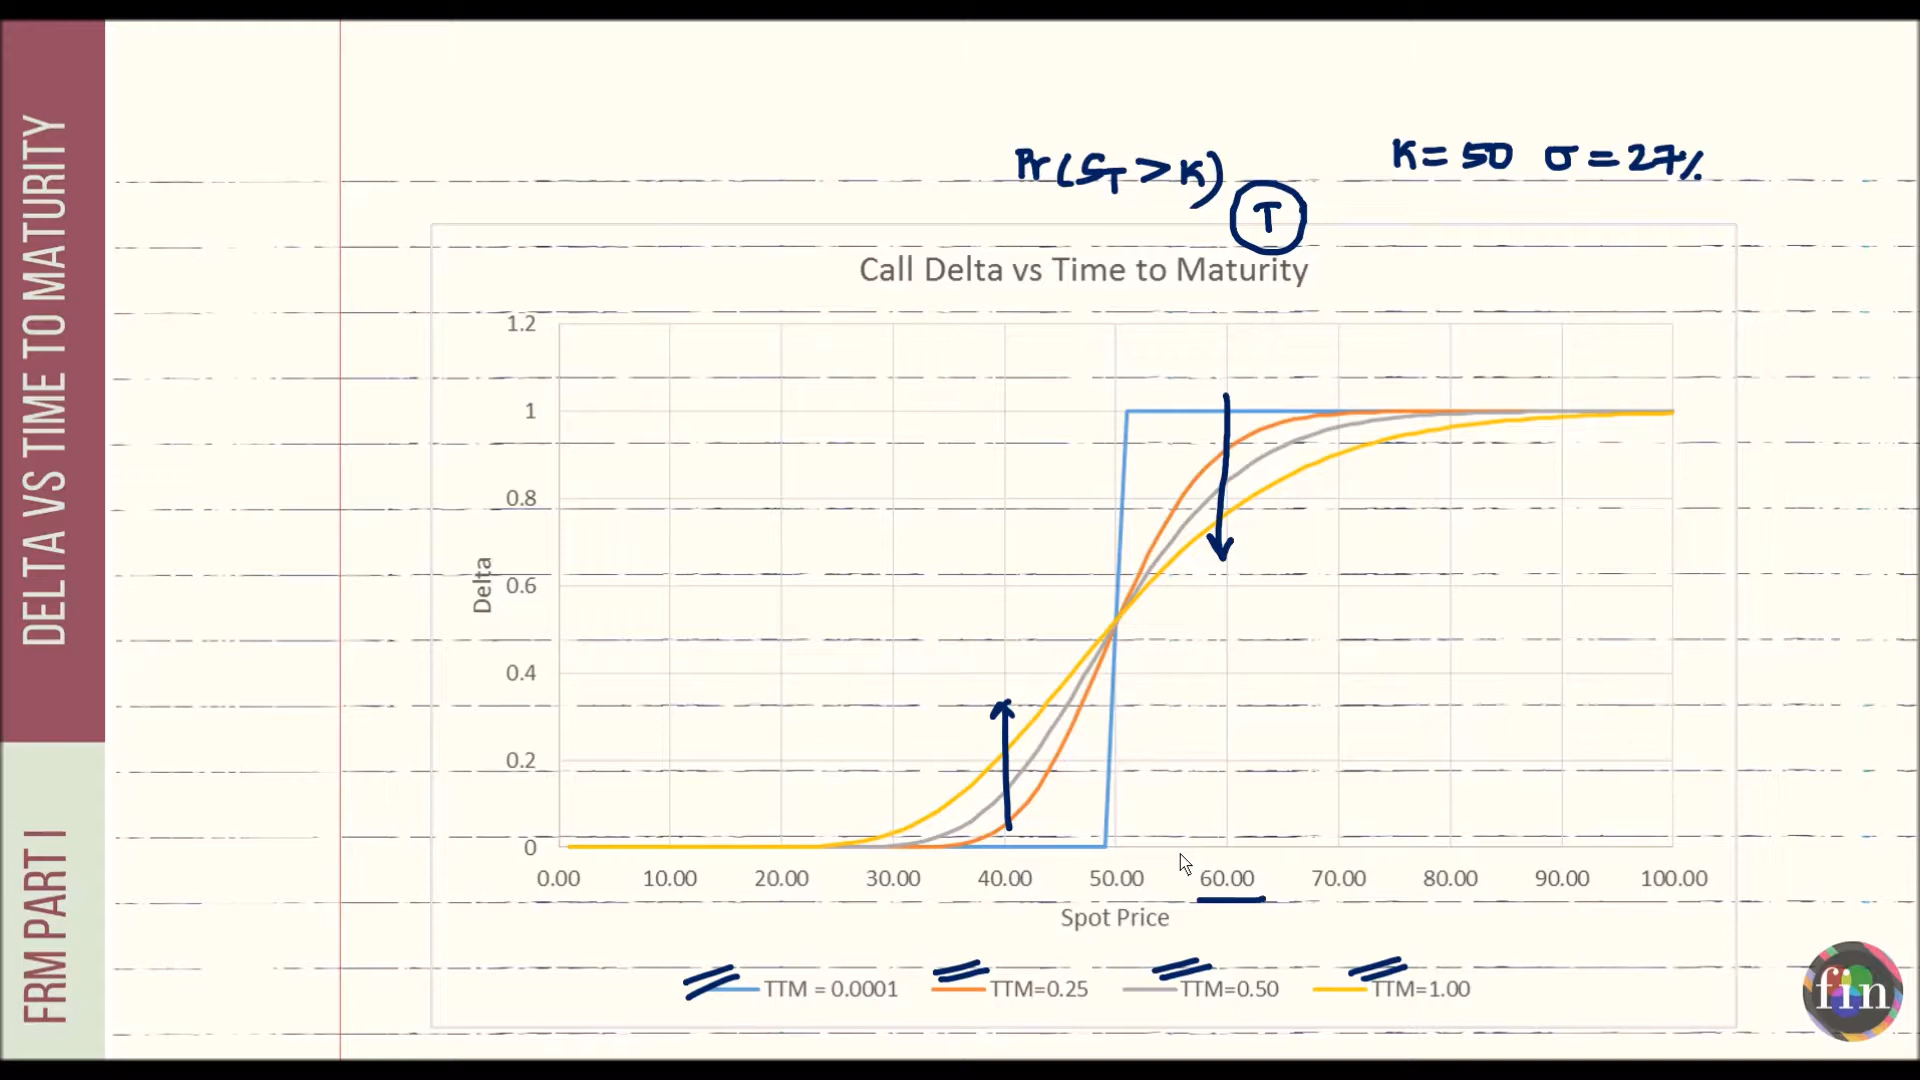 DELTA VS TIME TO MATURITY
FRM PART I
Pr(S_T > K)
T
K = 50 σ = 27%
Call Delta vs Time to Maturity
1.2
1
0.8
0.6
0.4
0.2
0
Delta
0.00 10.00 20.00 30.00 40.00 50.00 60.00 70.00 80.00 90.00 100.00
Spot Price
TTM = 0.0001 TTM=0.25 TTM=0.50 TTM=1.00
fin